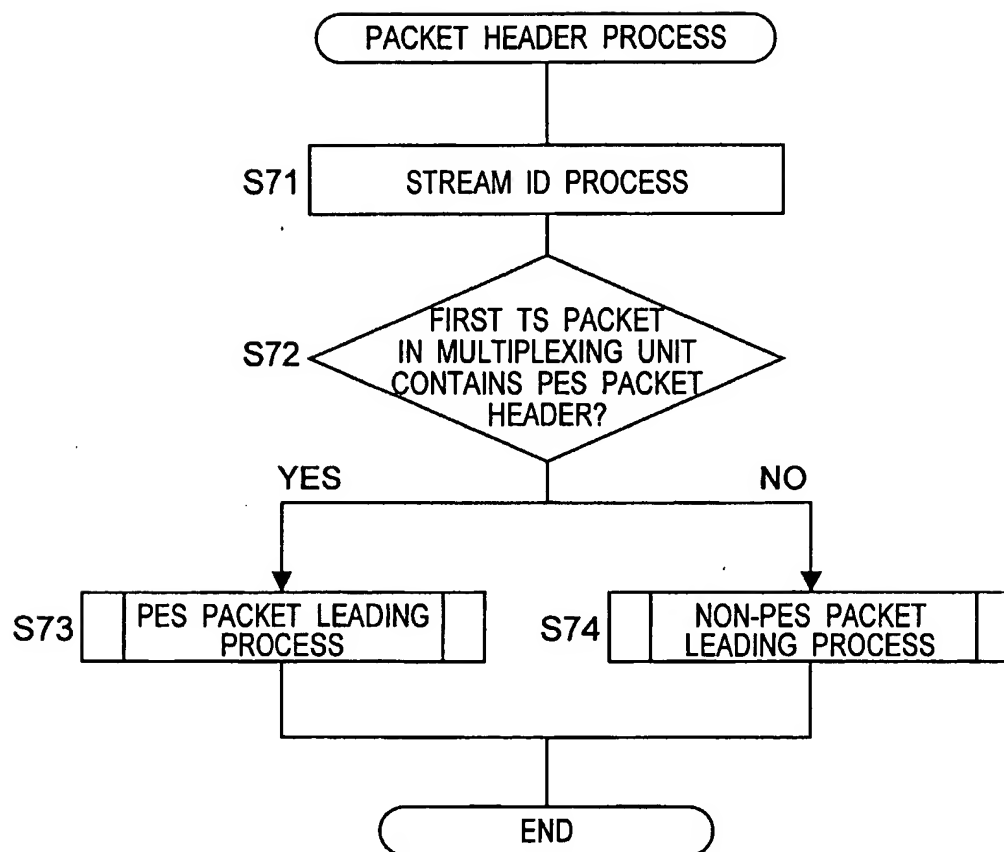 PACKET HEADER PROCESS
S71
STREAM ID PROCESS
S72
FIRST TS PACKET
IN MULTIPLEXING UNIT
CONTAINS PES PACKET
HEADER?
YES
NO
S73
PES PACKET LEADING
PROCESS
S74
NON-PES PACKET
LEADING PROCESS
END